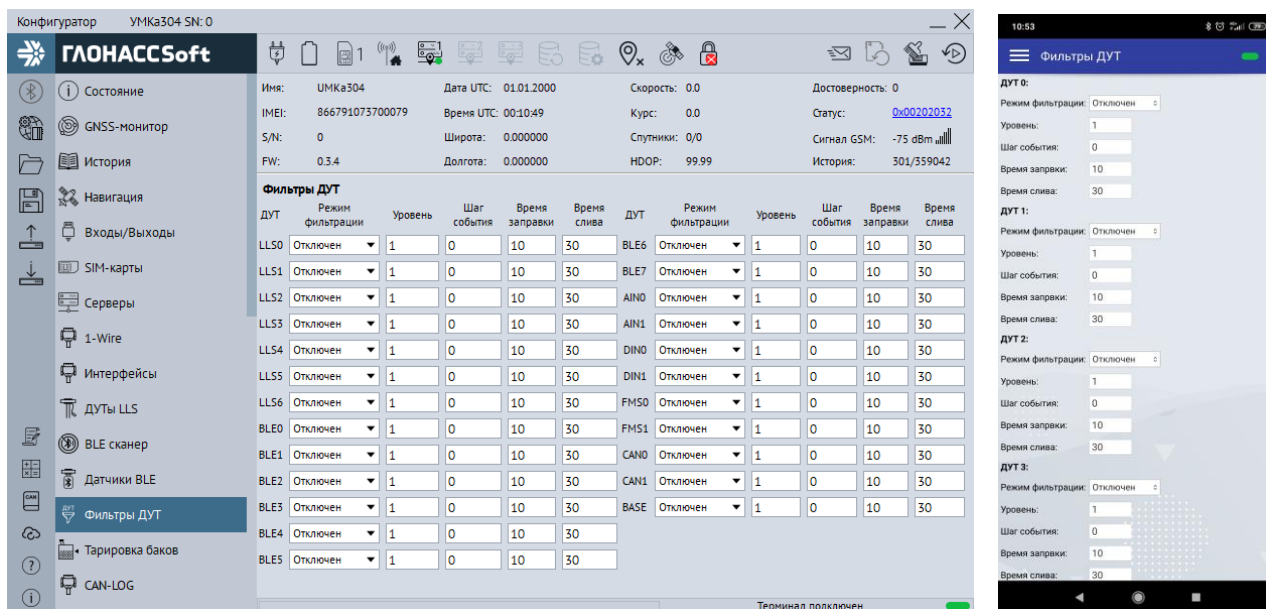 Конфигуратор УМКа304 SN: 0
ГЛОНАССSoft
1
Состояние
GNSS-монитор
История
Навигация
Входы/Выходы
SIM-карты
Серверы
1-Wire
Интерфейсы
ДУТы LLS
BLE сканер
Датчики BLE
Фильтры ДУТ
Тарировка баков
CAN-LOG
Имя: УМКа304 Дата UTC: 01.01.2000 Скорость: 0.0 Достоверность: 0
IMEI: 866791073700079 Время UTC: 00:10:49 Курс: 0.0 Статус: 0x00202032
S/N: 0 Широта: 0.000000 Спутники: 0/0 Сигнал GSM: -75 dBm
FW: 0.3.4 Долгота: 0.000000 HDOP: 99.99 История: 301/359042
Фильтры ДУТ
ДУТ Режим фильтрации Уровень Шаг события Время заправки Время слива ДУТ Режим фильтрации Уровень Шаг события Время заправки Время слива
LLS0 Отключен 1 0 10 30 BLE6 Отключен 1 0 10 30
LLS1 Отключен 1 0 10 30 BLE7 Отключен 1 0 10 30
LLS2 Отключен 1 0 10 30 AIN0 Отключен 1 0 10 30
LLS3 Отключен 1 0 10 30 AIN1 Отключен 1 0 10 30
LLS4 Отключен 1 0 10 30 DIN0 Отключен 1 0 10 30
LLS5 Отключен 1 0 10 30 DIN1 Отключен 1 0 10 30
LLS6 Отключен 1 0 10 30 FMS0 Отключен 1 0 10 30
BLE0 Отключен 1 0 10 30 FMS1 Отключен 1 0 10 30
BLE1 Отключен 1 0 10 30 CAN0 Отключен 1 0 10 30
BLE2 Отключен 1 0 10 30 CAN1 Отключен 1 0 10 30
BLE3 Отключен 1 0 10 30 BASE Отключен 1 0 10 30
BLE4 Отключен 1 0 10 30
BLE5 Отключен 1 0 10 30
Терминал подключен
10:53
Фильтры ДУТ
ДУТ 0:
Режим фильтрации: Отключен
Уровень: 1
Шаг события: 0
Время запрвки: 10
Время слива: 30
ДУТ 1:
Режим фильтрации: Отключен
Уровень: 1
Шаг события: 0
Время запрвки: 10
Время слива: 30
ДУТ 2:
Режим фильтрации: Отключен
Уровень: 1
Шаг события: 0
Время запрвки: 10
Время слива: 30
ДУТ 3:
Режим фильтрации: Отключен
Уровень: 1
Шаг события: 0
Время запрвки: 10
Время слива: 30